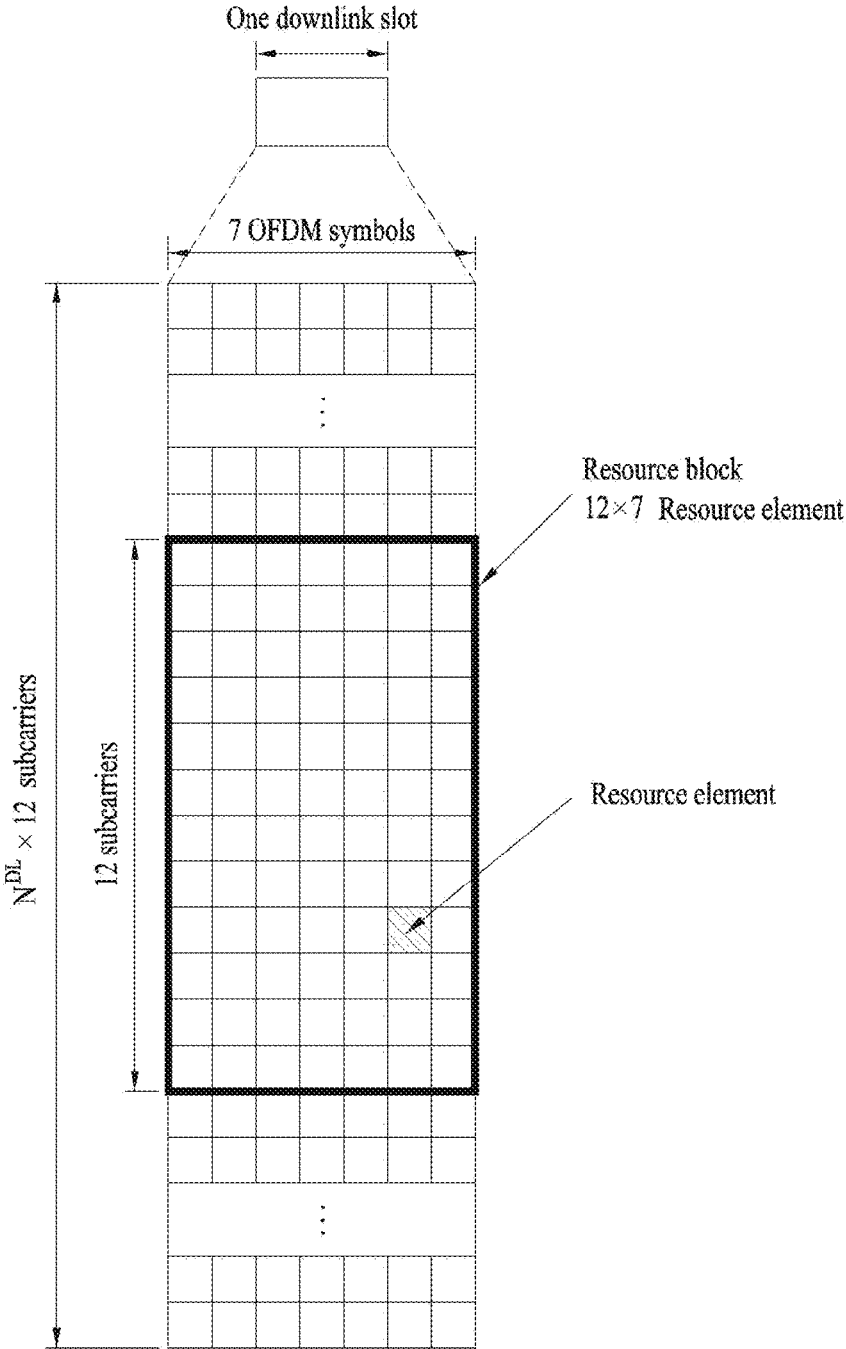 One downlink slot
7 OFDM symbols
⋮
Resource block
12×7 Resource element
N^DL × 12 subcarriers
12 subcarriers
Resource element
⋮